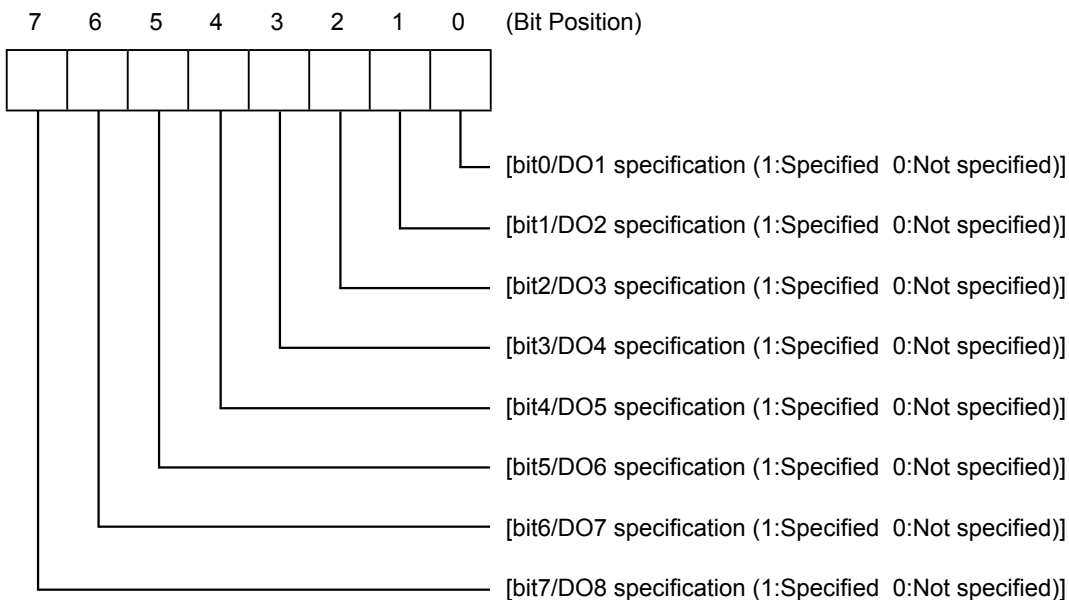 7 6 5 4 3 2 1 0 (Bit Position)
[bit0/DO1 specification (1:Specified 0:Not specified)]
[bit1/DO2 specification (1:Specified 0:Not specified)]
[bit2/DO3 specification (1:Specified 0:Not specified)]
[bit3/DO4 specification (1:Specified 0:Not specified)]
[bit4/DO5 specification (1:Specified 0:Not specified)]
[bit5/DO6 specification (1:Specified 0:Not specified)]
[bit6/DO7 specification (1:Specified 0:Not specified)]
[bit7/DO8 specification (1:Specified 0:Not specified)]